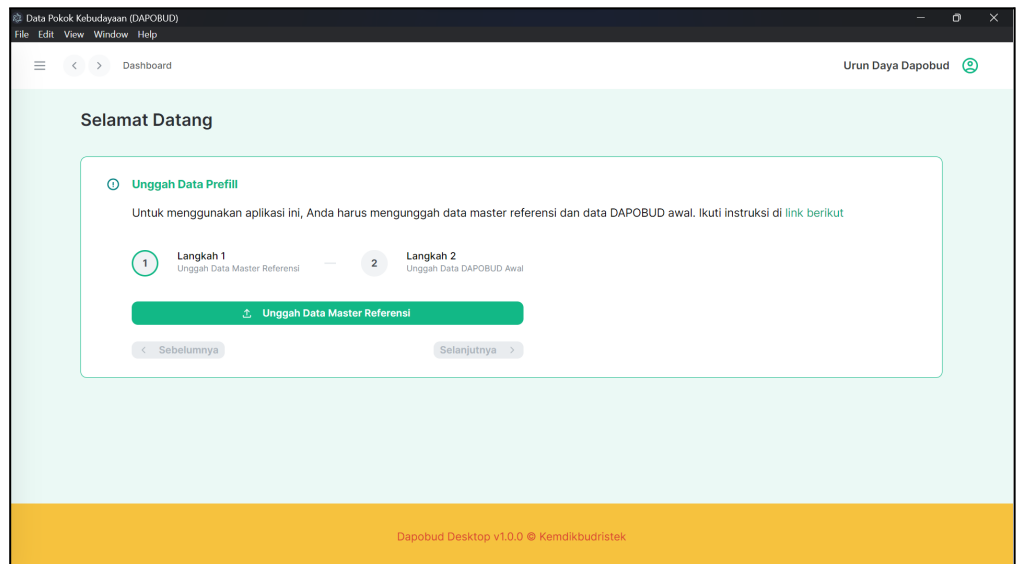 Data Pokok Kebudayaan (DAPOBUD)
File Edit View Window Help
Dashboard
Urun Daya Dapobud
Selamat Datang
Unggah Data Prefill
Untuk menggunakan aplikasi ini, Anda harus mengunggah data master referensi dan data DAPOBUD awal. Ikuti instruksi di link berikut
1
Langkah 1
Unggah Data Master Referensi
2
Langkah 2
Unggah Data DAPOBUD Awal
Unggah Data Master Referensi
Sebelumnya
Selanjutnya
Dapobud Desktop v1.0.0 © Kemdikbudristek